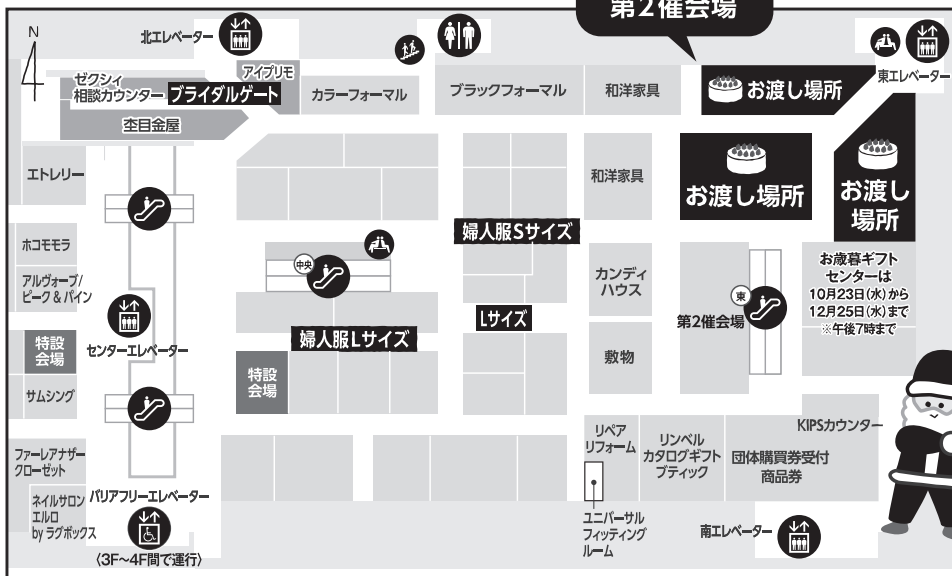 第2催会場
N
北エレベーター
東エレベーター
ゼクシィ
相談カウンター
ブライダルゲート
アイプリモ
カラーフォーマル
ブラックフォーマル
和洋家具
お渡し場所
杢目金屋
エトレリー
和洋家具
お渡し場所
お渡し
場所
ホコモモラ
アルヴォーブ/
ピーク&パイン
婦人服Sサイズ
中央
カンディ
ハウス
東
第2催会場
お歳暮ギフト
センターは
10月23日(水)から
12月25日(水)まで
※午後7時まで
センターエレベーター
特設
会場
婦人服Lサイズ
Lサイズ
敷物
特設
会場
サムシング
ファーレアナザー
クローゼット
リペア
リフォーム
リンベル
カタログギフト
ブティック
KIPSカウンター
団体購買券受付
商品券
ネイルサロン
エルロ
by ラグボックス
バリアフリーエレベーター
〈3F〜4F間で運行〉
ユニバーサル
フィッティング
ルーム
南エレベーター